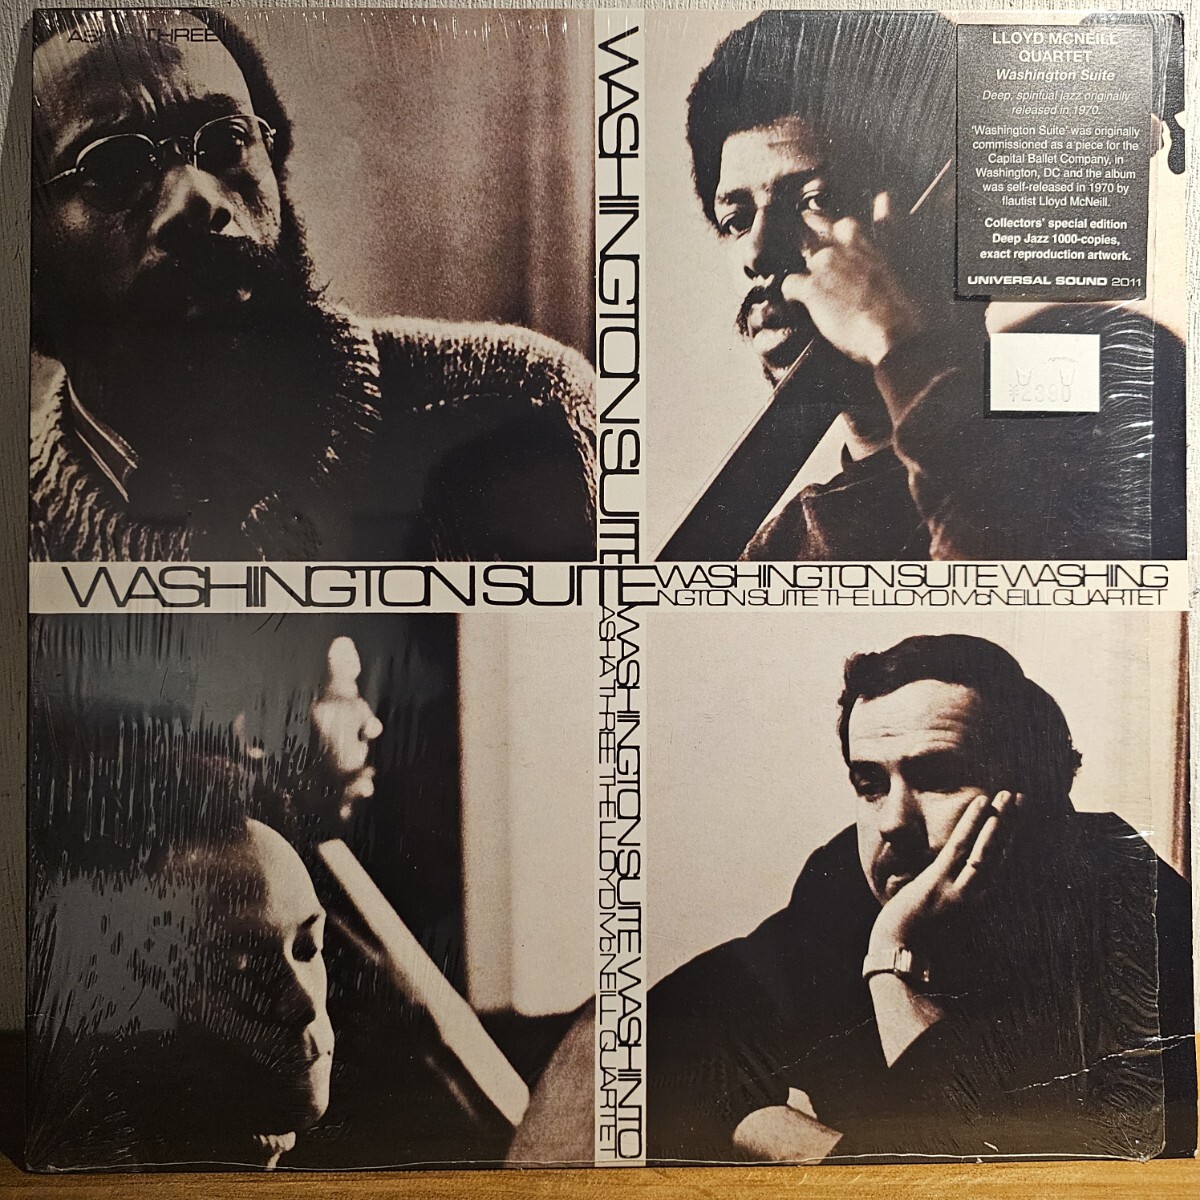 ASHA THREE
LLOYD MCNEILL
QUARTET
Washington Suite
Deep, spiritual jazz originally
released in 1970.
'Washington Suite' was originally
commissioned as a piece for the
Capital Ballet Company, in
Washington, DC and the album
was self-released in 1970 by
flautist Lloyd McNeill.
Collectors' special edition
Deep Jazz 1000-copies,
exact reproduction artwork.
UNIVERSAL SOUND 2011
¥2390
WASHINGTON SUITE
WASHINGTON SUITE
WASHINGTON SUITE WASHING
NGTON SUITE THE LLOYD McNEILL QUARTET
WASHINGTON SUITE WASHINTO
ASHA THREE THE LLOYD McNEILL QUARTET